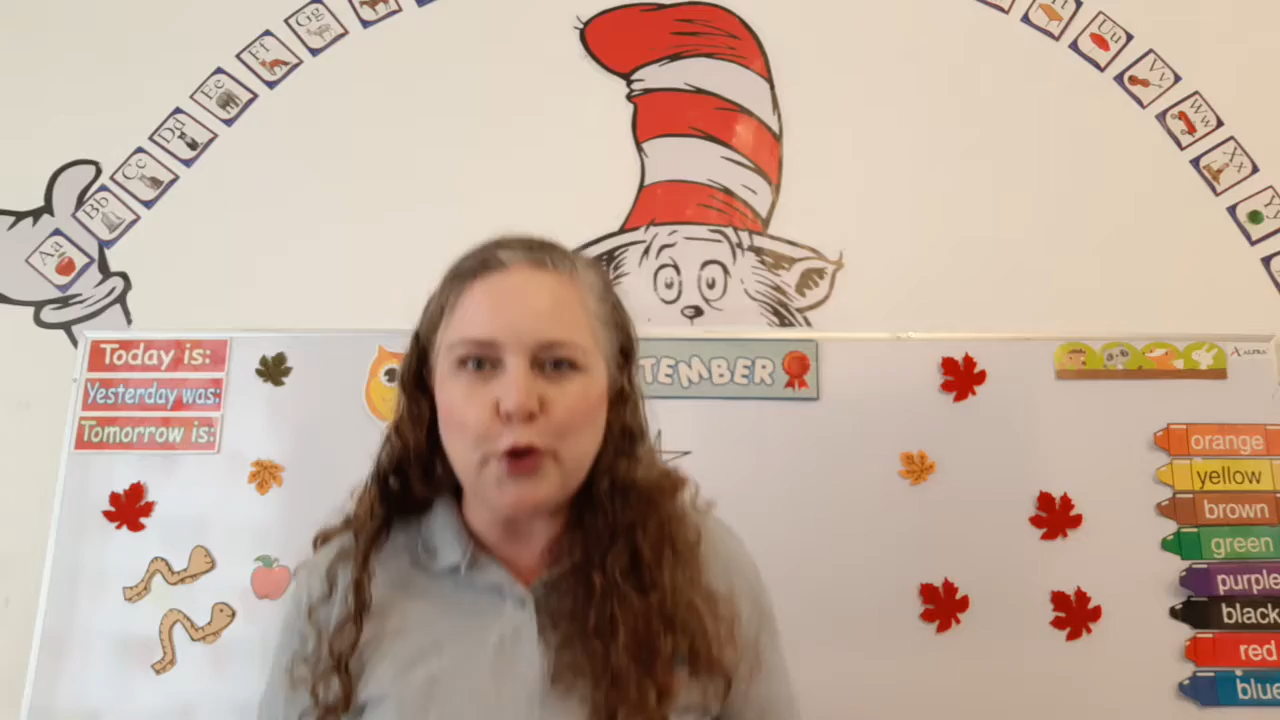 Aa
Bb
Cc
Dd
Ee
Ff
Gg
Uu
Vv
Ww
Xx
Today is:
Yesterday was:
Tomorrow is:
TEMBER
orange
yellow
brown
green
purple
black
red
blue